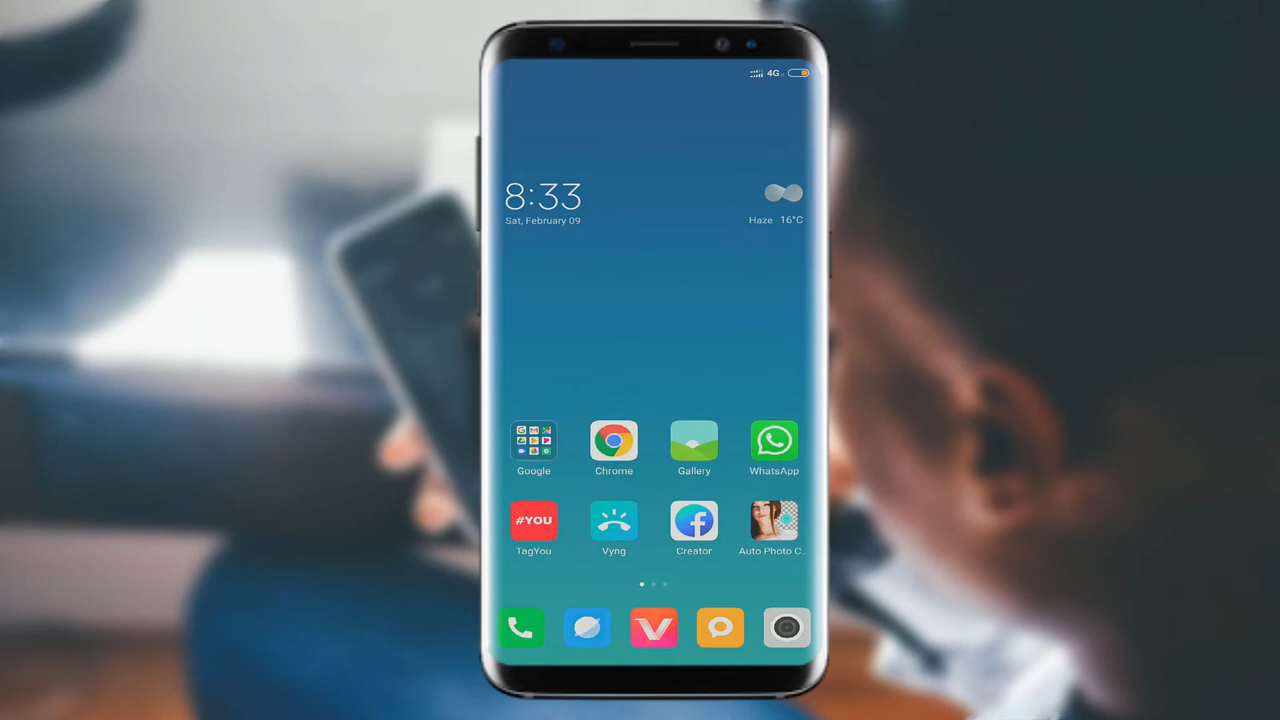 4G
8:33
Sat, February 09
Haze 16°C
Google
Chrome
Gallery
WhatsApp
#YOU
TagYou
Vyng
Creator
Auto Photo C..